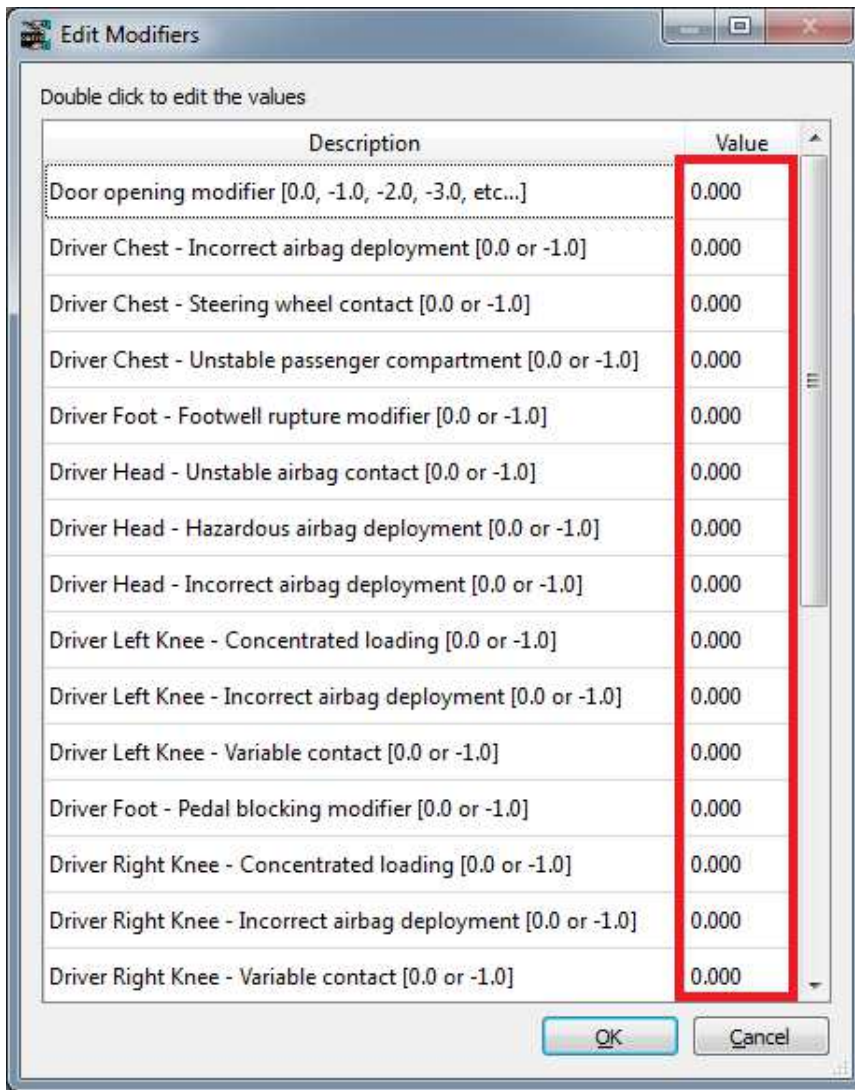 Edit Modifiers
Double click to edit the values
Description Value
Door opening modifier [0.0, -1.0, -2.0, -3.0, etc...] 0.000
Driver Chest - Incorrect airbag deployment [0.0 or -1.0] 0.000
Driver Chest - Steering wheel contact [0.0 or -1.0] 0.000
Driver Chest - Unstable passenger compartment [0.0 or -1.0] 0.000
Driver Foot - Footwell rupture modifier [0.0 or -1.0] 0.000
Driver Head - Unstable airbag contact [0.0 or -1.0] 0.000
Driver Head - Hazardous airbag deployment [0.0 or -1.0] 0.000
Driver Head - Incorrect airbag deployment [0.0 or -1.0] 0.000
Driver Left Knee - Concentrated loading [0.0 or -1.0] 0.000
Driver Left Knee - Incorrect airbag deployment [0.0 or -1.0] 0.000
Driver Left Knee - Variable contact [0.0 or -1.0] 0.000
Driver Foot - Pedal blocking modifier [0.0 or -1.0] 0.000
Driver Right Knee - Concentrated loading [0.0 or -1.0] 0.000
Driver Right Knee - Incorrect airbag deployment [0.0 or -1.0] 0.000
Driver Right Knee - Variable contact [0.0 or -1.0] 0.000
OK Cancel